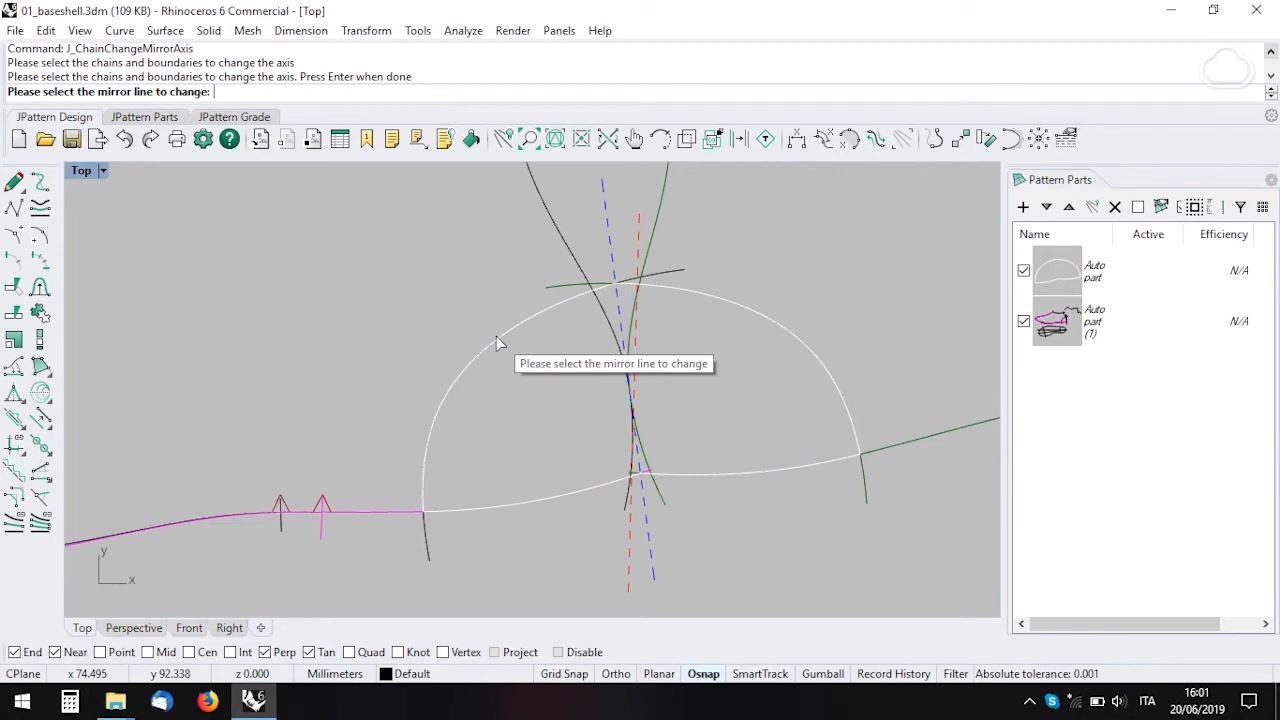 01_baseshell.3dm (109 KB) - Rhinoceros 6 Commercial - [Top]
File Edit View Curve Surface Solid Mesh Dimension Transform Tools Analyze Render Panels Help
Command: J_ChainChangeMirrorAxis
Please select the chains and boundaries to change the axis
Please select the chains and boundaries to change the axis. Press Enter when done
Please select the mirror line to change:
JPattern Design JPattern Parts JPattern Grade
Top
Pattern Parts
Name Active Efficiency
Auto part N/A
Auto part (1) N/A
Please select the mirror line to change
y
x
Top Perspective Front Right
End Near Point Mid Cen Int Perp Tan Quad Knot Vertex Project Disable
CPlane x 74.495 y 92.338 z 0.000 Millimeters Default Grid Snap Ortho Planar Osnap SmartTrack Gumball Record History Filter Absolute tolerance: 0.001
6
ITA
16:01
20/06/2019